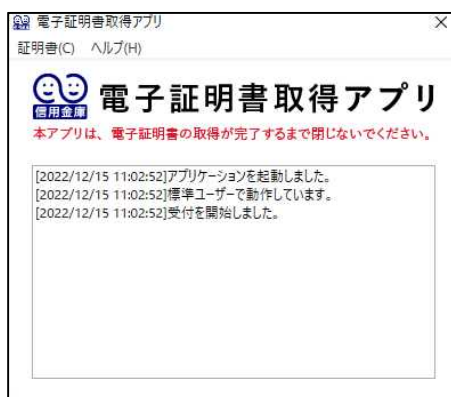 電子証明書取得アプリ
証明書(C) ヘルプ(H)
信用金庫
電子証明書取得アプリ
本アプリは、電子証明書の取得が完了するまで閉じないでください。
[2022/12/15 11:02:52]アプリケーションを起動しました。
[2022/12/15 11:02:52]標準ユーザーで動作しています。
[2022/12/15 11:02:52]受付を開始しました。